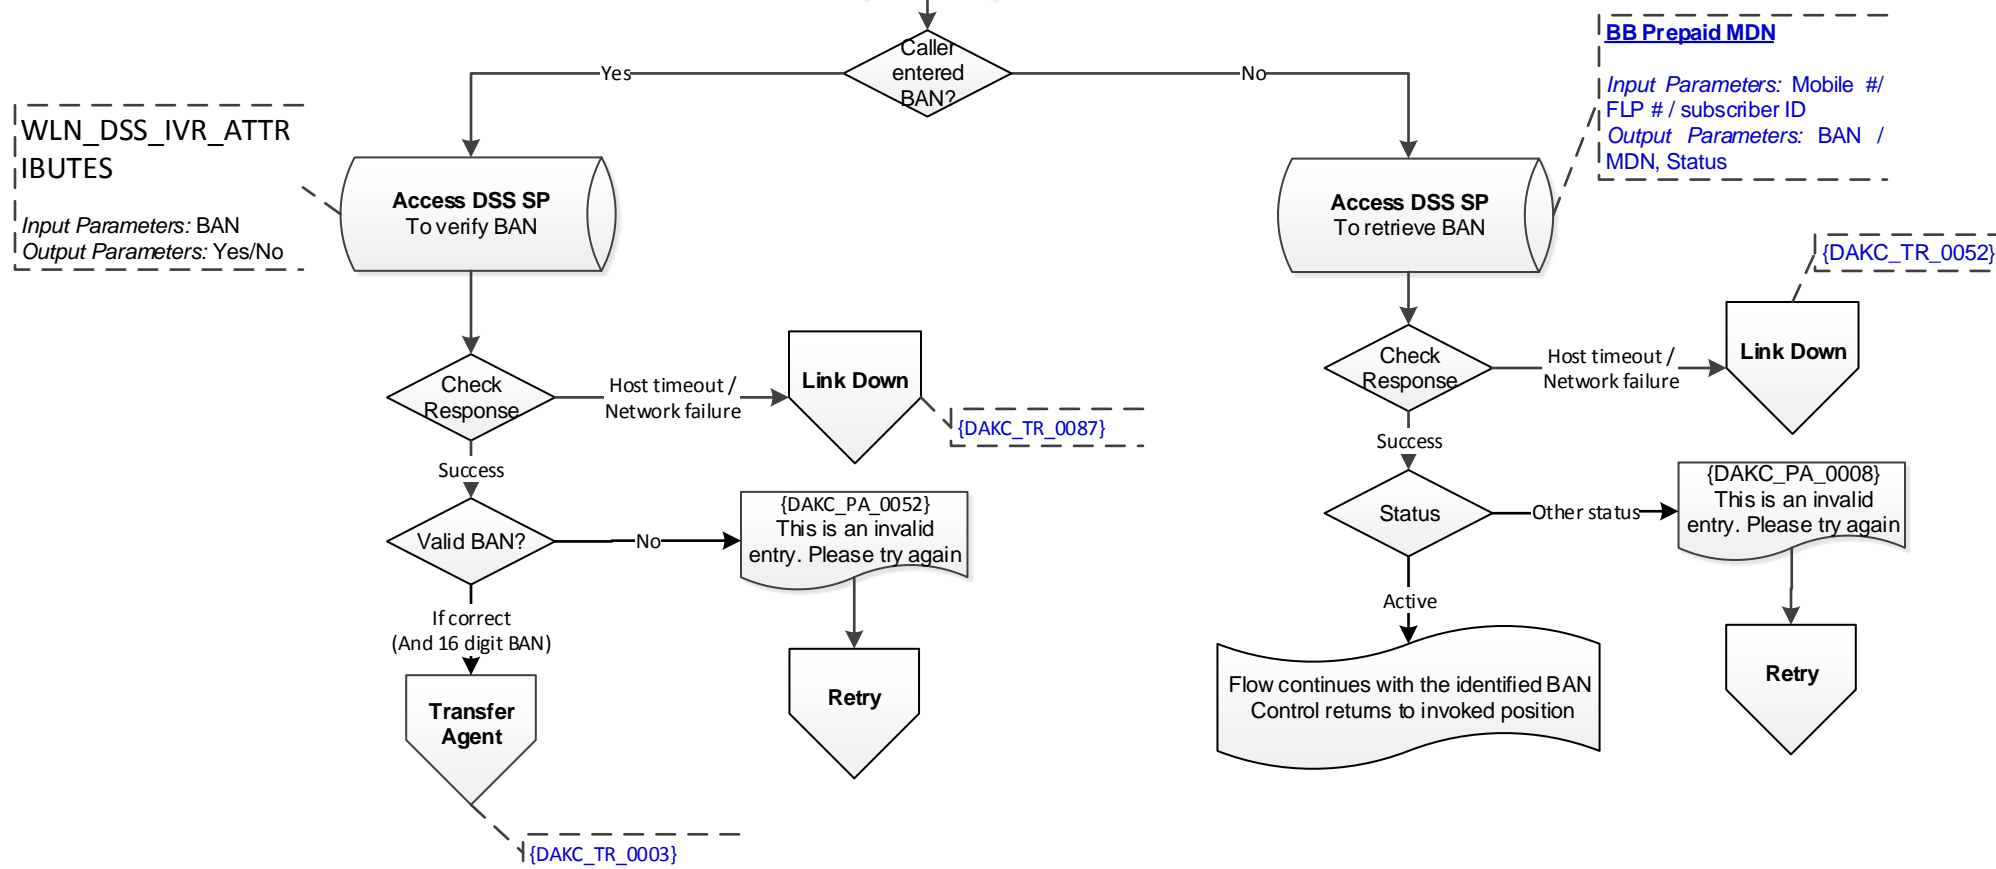 Caller
entered
BAN?
Yes
No
BB Prepaid MDN
Input Parameters: Mobile #/
FLP # / subscriber ID
Output Parameters: BAN /
MDN, Status
WLN_DSS_IVR_ATTR
IBUTES
Input Parameters: BAN
Output Parameters: Yes/No
Access DSS SP
To verify BAN
Access DSS SP
To retrieve BAN
{DAKC_TR_0052}
Check
Response
Host timeout /
Network failure
Link Down
{DAKC_TR_0087}
Check
Response
Host timeout /
Network failure
Link Down
Success
Success
Valid BAN?
No
{DAKC_PA_0052}
This is an invalid
entry. Please try again
Status
Other status
{DAKC_PA_0008}
This is an invalid
entry. Please try again
If correct
(And 16 digit BAN)
Active
Transfer
Agent
Retry
Flow continues with the identified BAN
Control returns to invoked position
Retry
{DAKC_TR_0003}